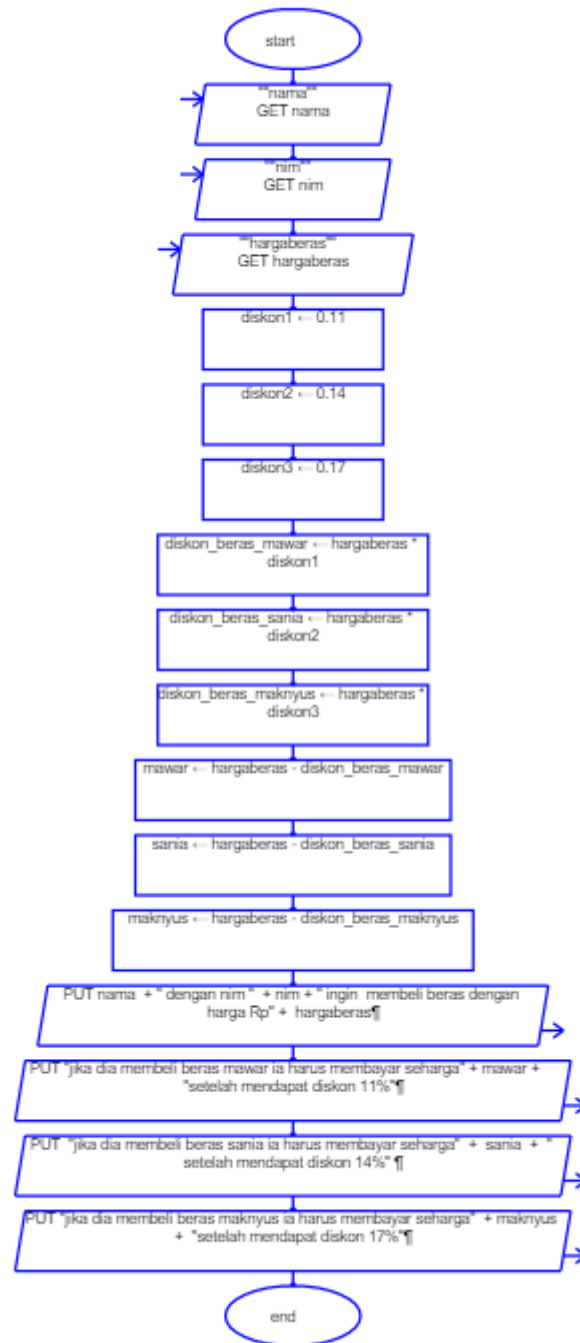 start
""nama""
GET nama
""nim""
GET nim
""hargaberas""
GET hargaberas
diskon1 ← 0.11
diskon2 ← 0.14
diskon3 ← 0.17
diskon_beras_mawar ← hargaberas *
diskon1
diskon_beras_sania ← hargaberas *
diskon2
diskon_beras_maknyus ← hargaberas *
diskon3
mawar ← hargaberas - diskon_beras_mawar
sania ← hargaberas - diskon_beras_sania
maknyus ← hargaberas - diskon_beras_maknyus
PUT nama + " dengan nim " + nim + " ingin membeli beras dengan
harga Rp" + hargaberas¶
PUT "jika dia membeli beras mawar ia harus membayar seharga" + mawar +
"setelah mendapat diskon 11%"¶
PUT "jika dia membeli beras sania ia harus membayar seharga" + sania + "
setelah mendapat diskon 14%" ¶
PUT "jika dia membeli beras maknyus ia harus membayar seharga" + maknyus
+ "setelah mendapat diskon 17%"¶
end